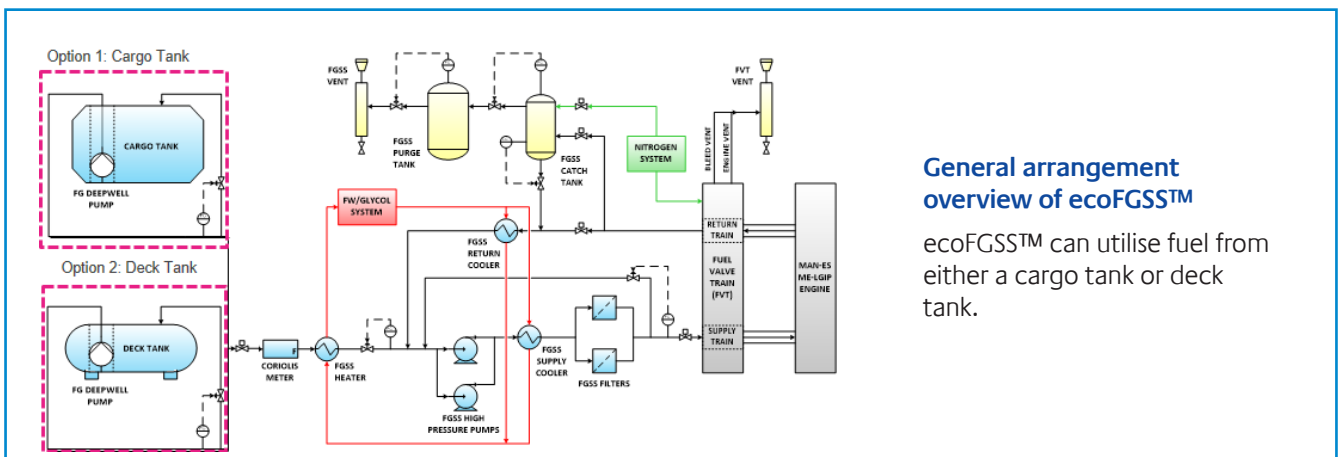 Option 1: Cargo Tank
CARGO TANK
FG DEEPWELL
PUMP
Option 2: Deck Tank
DECK TANK
FG DEEPWELL
PUMP
CORIOLIS
METER
F
FGSS
HEATER
FW/GLYCOL
SYSTEM
FGSS
VENT
FGSS
PURGE
TANK
FGSS
CATCH
TANK
NITROGEN
SYSTEM
FGSS
RETURN
COOLER
FGSS HIGH
PRESSURE PUMPS
FGSS
SUPPLY
COOLER
FGSS FILTERS
BLEED VENT
ENGINE VENT
FVT
VENT
RETURN
TRAIN
FUEL
VALVE
TRAIN
(FVT)
SUPPLY
TRAIN
MAN-ES
ME-LGIP
ENGINE
General arrangement
overview of ecoFGSS™
ecoFGSS™ can utilise fuel from
either a cargo tank or deck
tank.